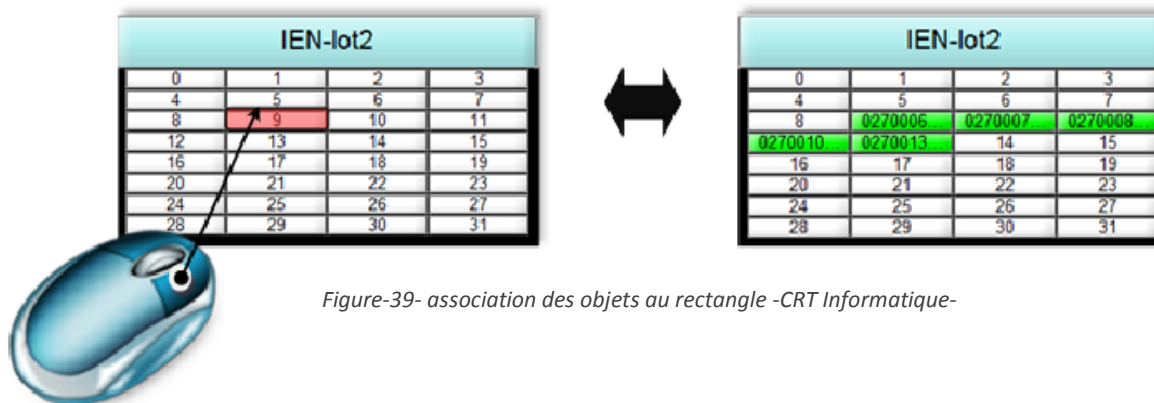 IEN-lot2
0 1 2 3
4 5 6 7
8 9 10 11
12 13 14 15
16 17 18 19
20 21 22 23
24 25 26 27
28 29 30 31
IEN-lot2
0 1 2 3
4 5 6 7
8 0270006... 0270007... 0270008...
0270010... 0270013... 14 15
16 17 18 19
20 21 22 23
24 25 26 27
28 29 30 31
Figure-39- association des objets au rectangle -CRT Informatique-